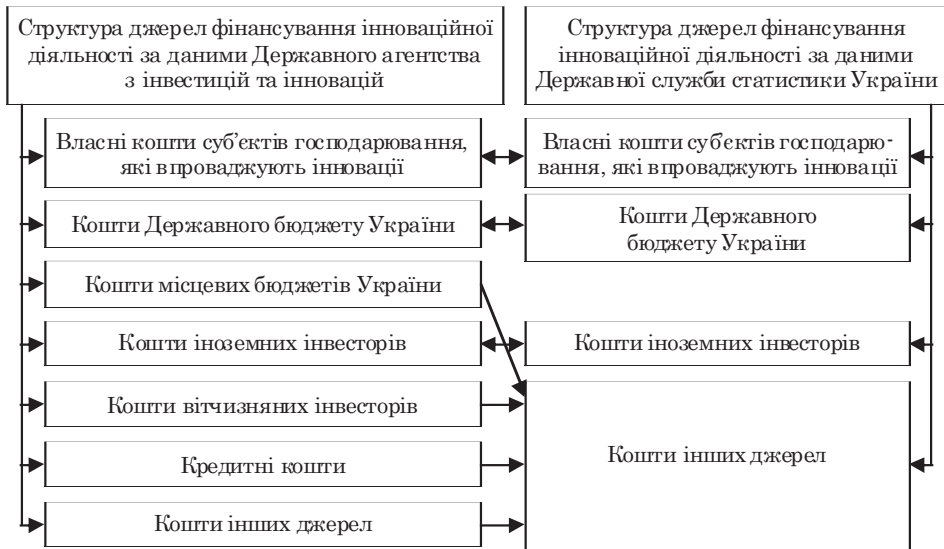 Структура джерел фінансування інноваційної
діяльності за даними Державного агентства
з інвестицій та інновацій
Структура джерел фінансування
інноваційної діяльності за даними
Державної служби статистики України
Власні кошти суб’єктів господарювання,
які впроваджують інновації
Власні кошти суб’єктів господарю-
вання, які впроваджують інновації
Кошти Державного бюджету України
Кошти Державного
бюджету України
Кошти місцевих бюджетів України
Кошти іноземних інвесторів
Кошти іноземних інвесторів
Кошти вітчизняних інвесторів
Кредитні кошти
Кошти інших джерел
Кошти інших джерел